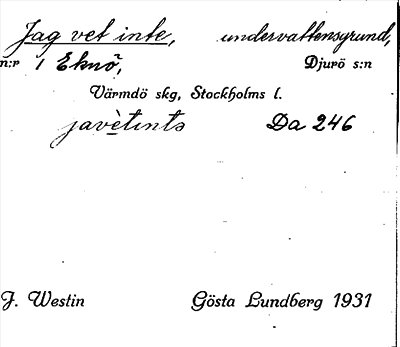 Jag vet inte, undervattensgrund,
n:r 1 Eknö, Djurö s:n
Värmdö skg, Stockholms l.
javètints Da 246
J. Westin Gösta Lundberg 1931